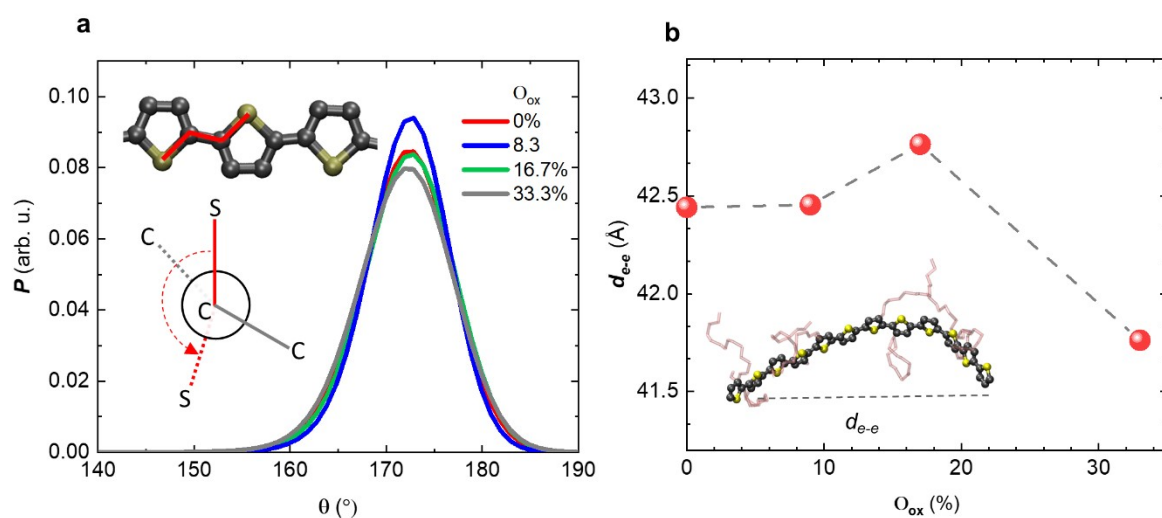 a
P (arb. u.)
0.10
0.08
0.06
0.04
0.02
0.00
140
150
160
170
180
190
θ (°)
Oox
0%
8.3
16.7%
33.3%
S
C
C
C
S
b
de-e (Å)
43.0
42.5
42.0
41.5
0
10
20
30
Oox (%)
de-e